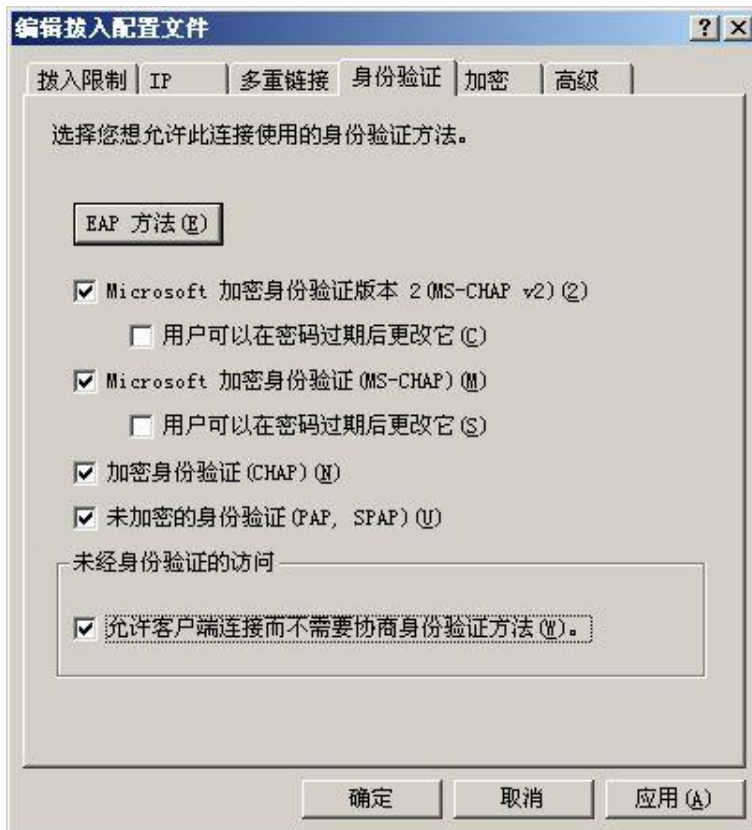 编辑拨入配置文件
拨入限制 IP 多重链接 身份验证 加密 高级
选择您想允许此连接使用的身份验证方法。
EAP 方法(E)
Microsoft 加密身份验证版本 2(MS-CHAP v2)(2)
用户可以在密码过期后更改它(C)
Microsoft 加密身份验证(MS-CHAP)(M)
用户可以在密码过期后更改它(S)
加密身份验证(CHAP)(N)
未加密的身份验证(PAP, SPAP)(U)
未经身份验证的访问
允许客户端连接而不需要协商身份验证方法(W)。
确定 取消 应用(A)